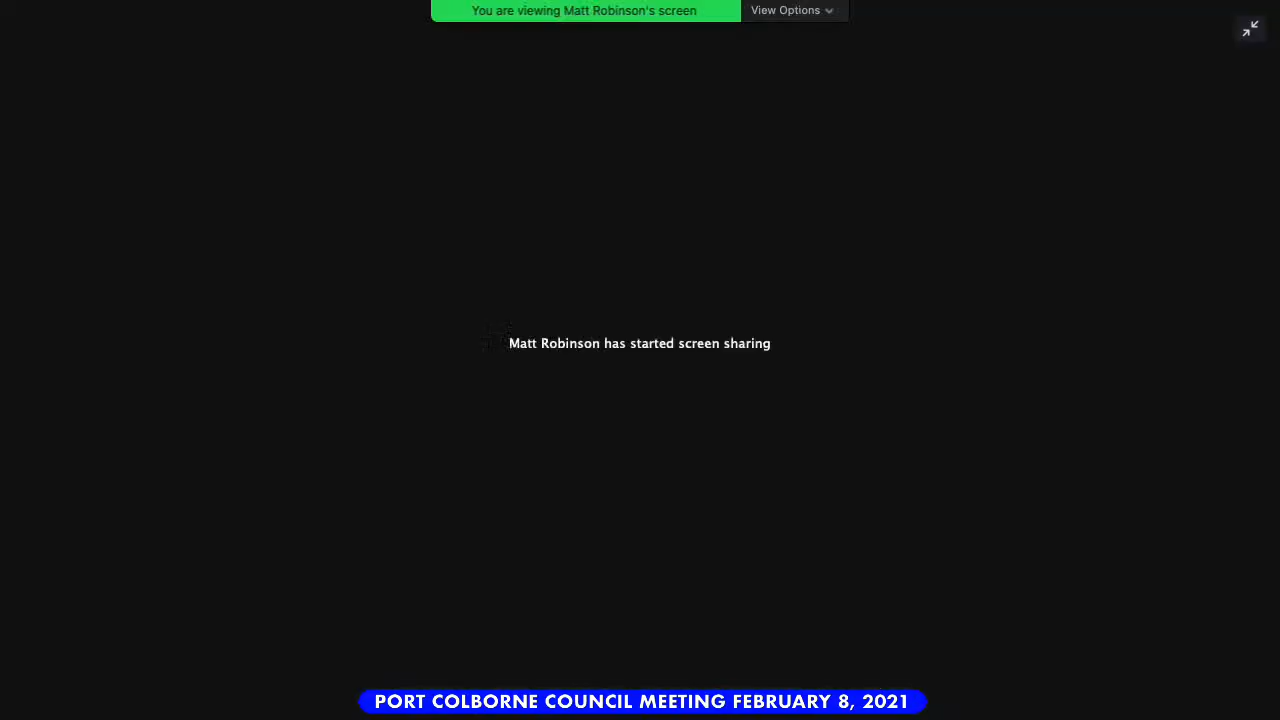 You are viewing Matt Robinson's screen
View Options
Matt Robinson has started screen sharing
PORT COLBORNE COUNCIL MEETING FEBRUARY 8, 2021